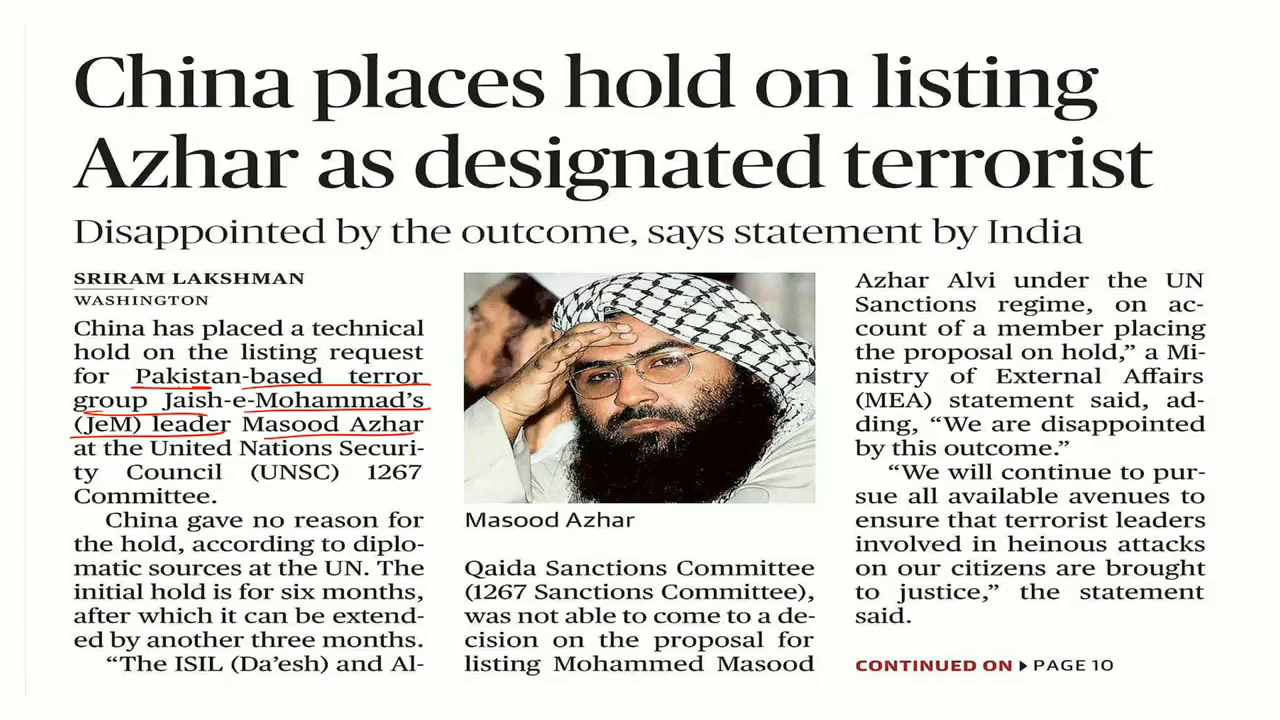 China places hold on listing
Azhar as designated terrorist
Disappointed by the outcome, says statement by India
SRIRAM LAKSHMAN
WASHINGTON
China has placed a technical
hold on the listing request
for Pakistan-based terror
group Jaish-e-Mohammad’s
(JeM) leader Masood Azhar
at the United Nations Securi-
ty Council (UNSC) 1267
Committee.
China gave no reason for
the hold, according to diplo-
matic sources at the UN. The
initial hold is for six months,
after which it can be extend-
ed by another three months.
“The ISIL (Da’esh) and Al-
Masood Azhar
Qaida Sanctions Committee
(1267 Sanctions Committee),
was not able to come to a de-
cision on the proposal for
listing Mohammed Masood
Azhar Alvi under the UN
Sanctions regime, on ac-
count of a member placing
the proposal on hold,” a Mi-
nistry of External Affairs
(MEA) statement said, ad-
ding, “We are disappointed
by this outcome.”
“We will continue to pur-
sue all available avenues to
ensure that terrorist leaders
involved in heinous attacks
on our citizens are brought
to justice,” the statement
said.
CONTINUED ON PAGE 10